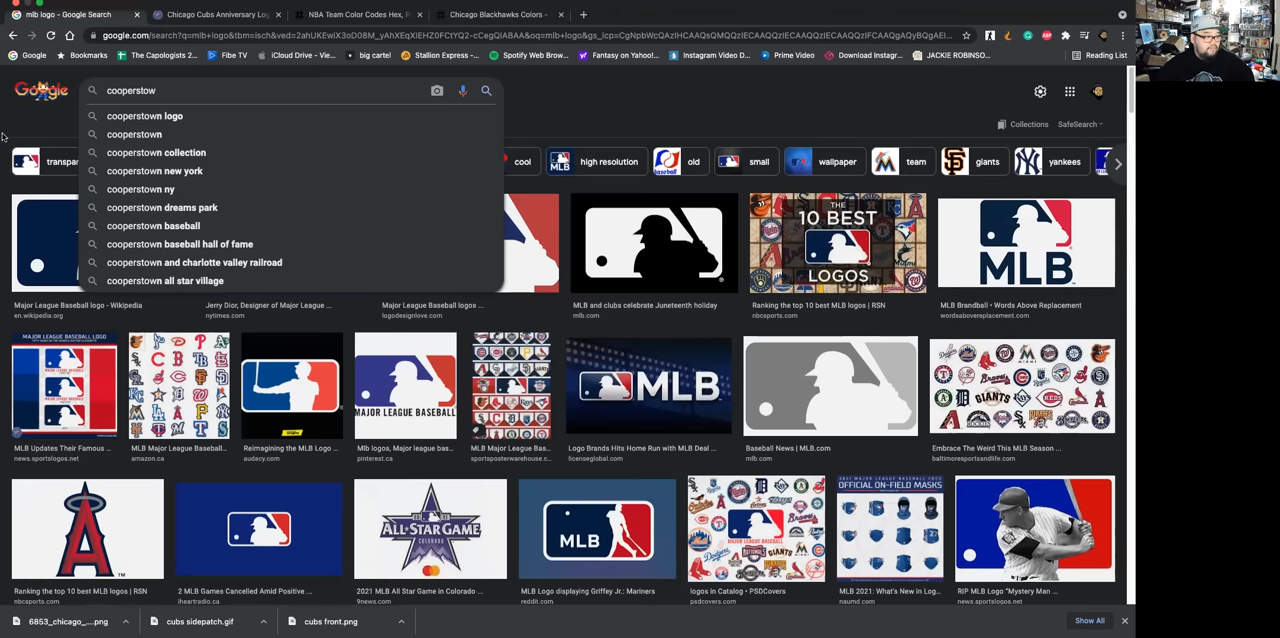 mlb logo - Google Search
Chicago Cubs Anniversary Log
NBA Team Color Codes Hex, R
Chicago Blackhawks Colors -
google.com/search?q=mlb+logo&tbm=isch&ved=2ahUKEwiX3oD08M_yAhXEqXIEHZ0FCtYQ2-cCegQIABAA&oq=mlb+logo&gs_lcp=CgNpbWcQAzIHCAAQsQMQQzIECAAQQzIECAAQQzIFCAAQgAQyBQgAEI...
Google
Bookmarks
The Capologists 2...
Fibe TV
iCloud Drive - iCl...
big cartel
Stallion Express -...
Spotify Web Brow...
Fantasy on Yahoo!...
Instagram Video D...
Prime Video
Download Instagr...
JACKIE ROBINSO...
Reading List
Google
cooperstow
Collections
SafeSearch
cooperstown logo
cooperstown
cooperstown collection
cooperstown new york
cooperstown ny
cooperstown dreams park
cooperstown baseball
cooperstown baseball hall of fame
cooperstown and charlotte valley railroad
cooperstown all star village
transpar
cool
high resolution
old
small
wallpaper
team
giants
yankees
THE
10 BEST
LOGOS
MLB
Major League Baseball logo - Wikipedia
en.wikipedia.org
Jerry Dior, Designer of Major League ...
nytimes.com
Major League Baseball logos ...
logodesignlove.com
MLB and clubs celebrate Juneteenth holiday
mlb.com
Ranking the top 10 best MLB logos | RSN
nbcsports.com
MLB Brandball • Words Above Replacement
wordsabovereplacement.com
MAJOR LEAGUE BASEBALL LOGO
MAJOR LEAGUE BASEBALL
MLB
MLB Updates Their Famous ...
news.sportslogos.net
MLB Major League Baseball...
amazon.ca
Reimagining the MLB Logo ...
audacy.com
Mlb logos, Major league bas...
pinterest.ca
MLB Major League Bas...
sportsposterwarehouse.c...
Logo Brands Hits Home Run with MLB Deal ...
licenseglobal.com
Baseball News | MLB.com
mlb.com
Embrace The Weird This MLB Season ...
baltimoresportsandlife.com
ALL-STAR GAME
COLORADO
MLB
OFFICIAL ON-FIELD MASKS
Ranking the top 10 best MLB logos | RSN
nbcsports.com
2 MLB Games Cancelled Amid Positive ...
iheartradio.ca
2021 MLB All Star Game in Colorado ...
9news.com
MLB Logo displaying Griffey Jr.: Mariners
reddit.com
logos in Catalog • PSDCovers
psdcovers.com
MLB 2021: What's New in Log...
naumd.com
RIP MLB "Mystery Man ...
news.sportslogos.net
6853_chicago_....png
cubs sidepatch.gif
cubs front.png
Show All